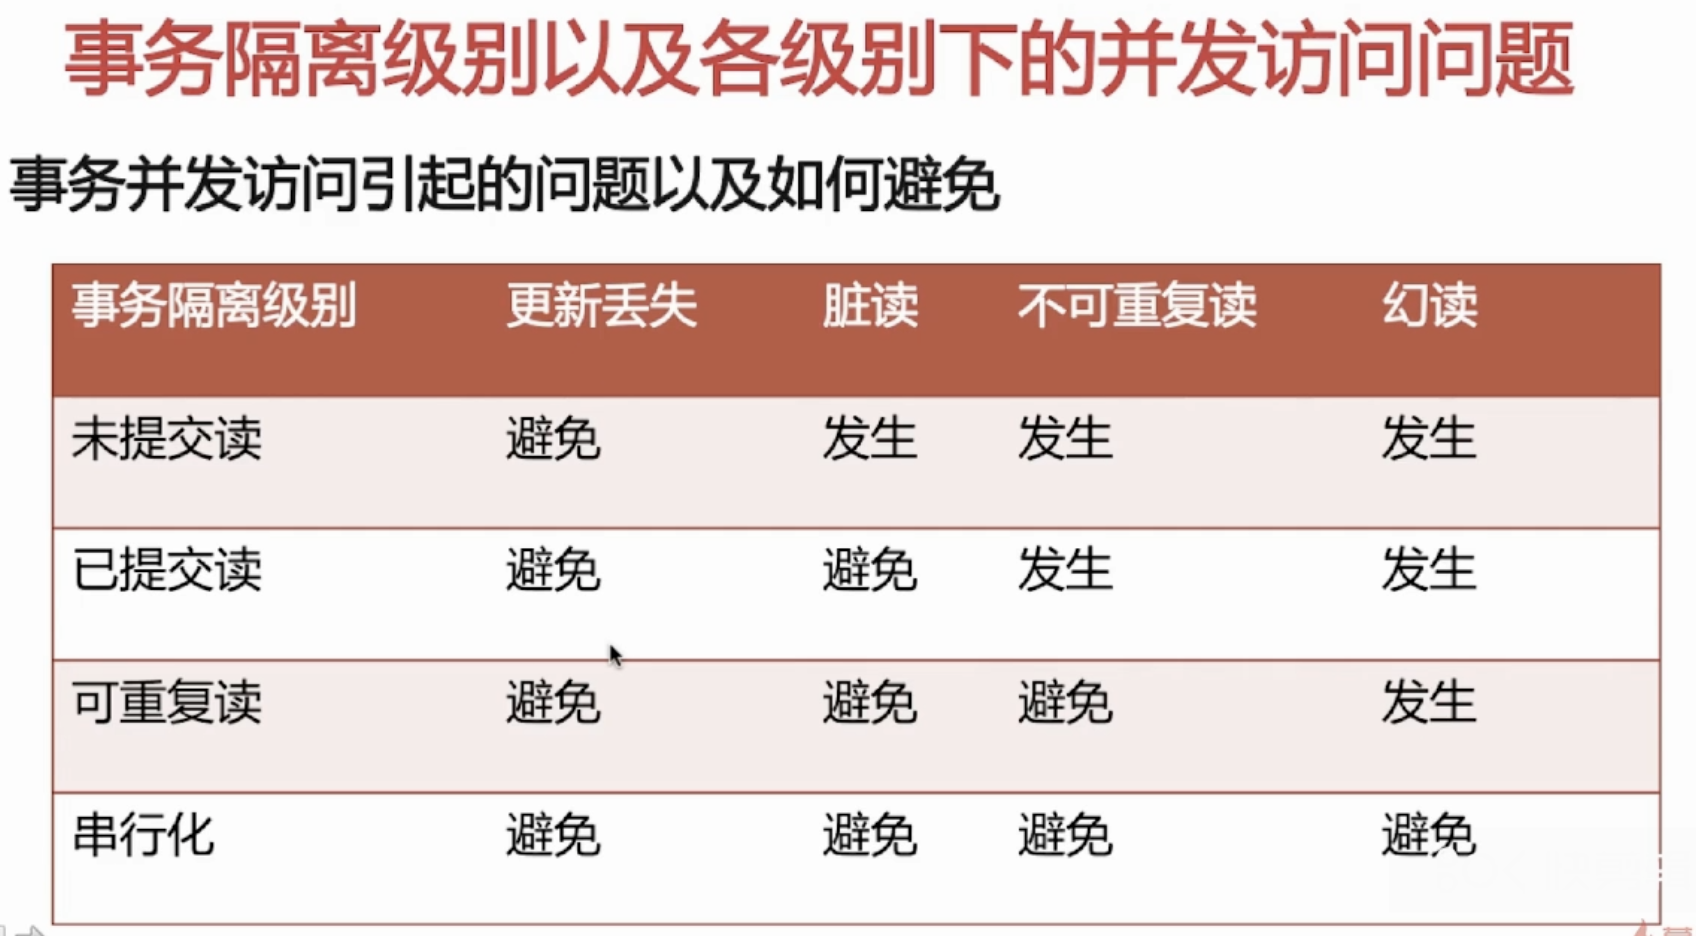 事务隔离级别以及各级别下的并发访问问题
事务并发访问引起的问题以及如何避免
事务隔离级别 更新丢失 脏读 不可重复读 幻读
未提交读 避免 发生 发生 发生
已提交读 避免 避免 发生 发生
可重复读 避免 避免 避免 发生
串行化 避免 避免 避免 避免